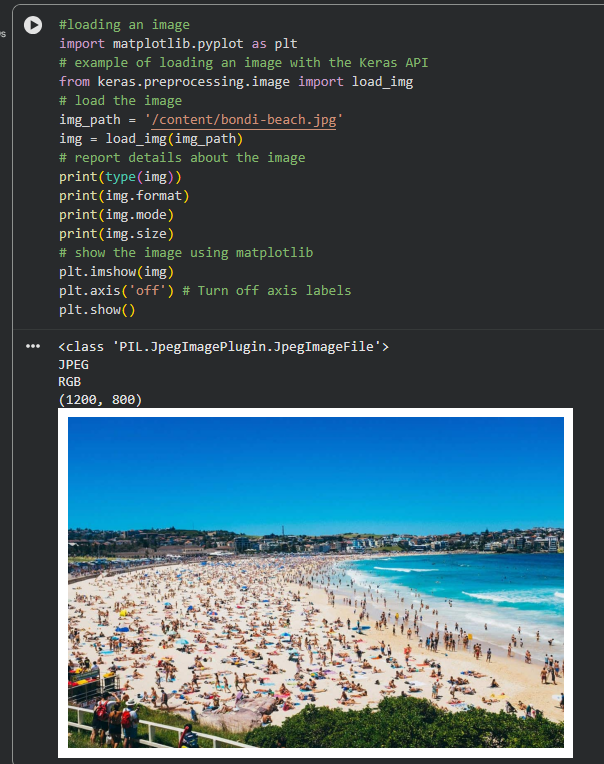 #loading an image
import matplotlib.pyplot as plt
# example of loading an image with the Keras API
from keras.preprocessing.image import load_img
# load the image
img_path = '/content/bondi-beach.jpg'
img = load_img(img_path)
# report details about the image
print(type(img))
print(img.format)
print(img.mode)
print(img.size)
# show the image using matplotlib
plt.imshow(img)
plt.axis('off') # Turn off axis labels
plt.show()
<class 'PIL.JpegImagePlugin.JpegImageFile'>
JPEG
RGB
(1200, 800)